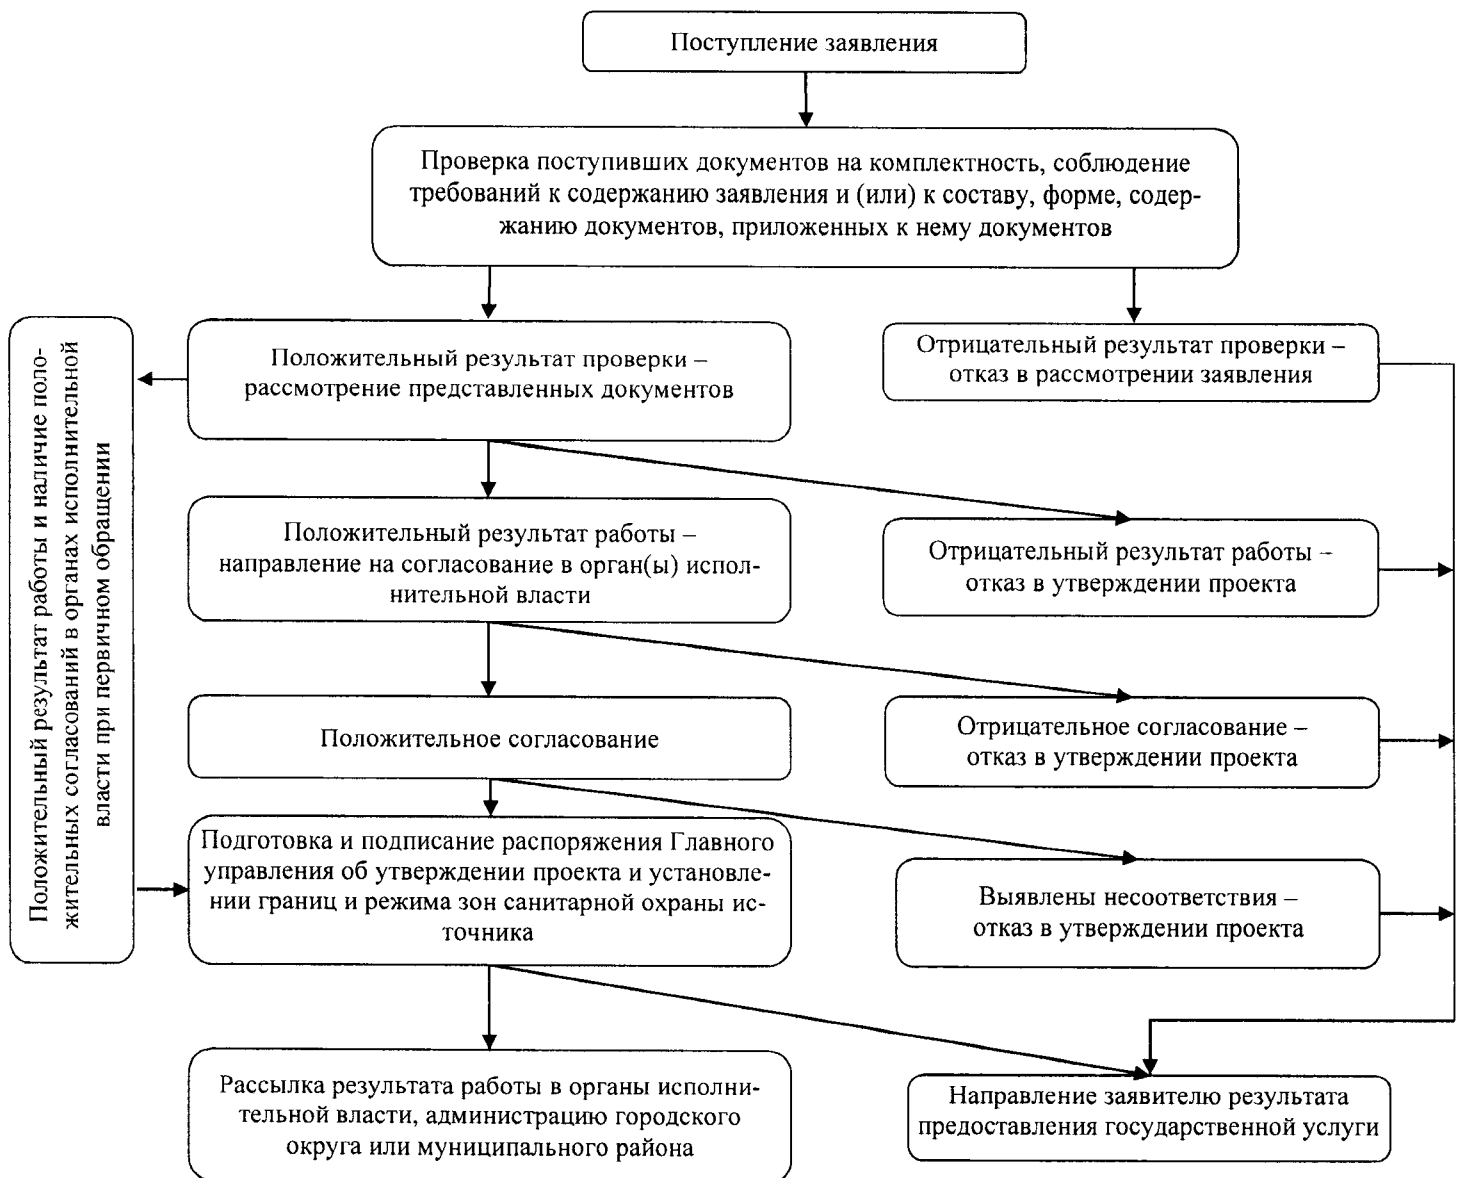 Поступление заявления
Проверка поступивших документов на комплектность, соблюдение
требований к содержанию заявления и (или) к составу, форме, содер-
жанию документов, приложенных к нему документов
Положительный результат работы и наличие поло-
жительных согласований в органах исполнительной
власти при первичном обращении
Положительный результат проверки –
рассмотрение представленных документов
Отрицательный результат проверки –
отказ в рассмотрении заявления
Положительный результат работы –
направление на согласование в орган(ы) испол-
нительной власти
Отрицательный результат работы –
отказ в утверждении проекта
Положительное согласование
Отрицательное согласование –
отказ в утверждении проекта
Подготовка и подписание распоряжения Главного
управления об утверждении проекта и установле-
нии границ и режима зон санитарной охраны ис-
точника
Выявлены несоответствия –
отказ в утверждении проекта
Рассылка результата работы в органы исполни-
тельной власти, администрацию городского
округа или муниципального района
Направление заявителю результата
предоставления государственной услуги